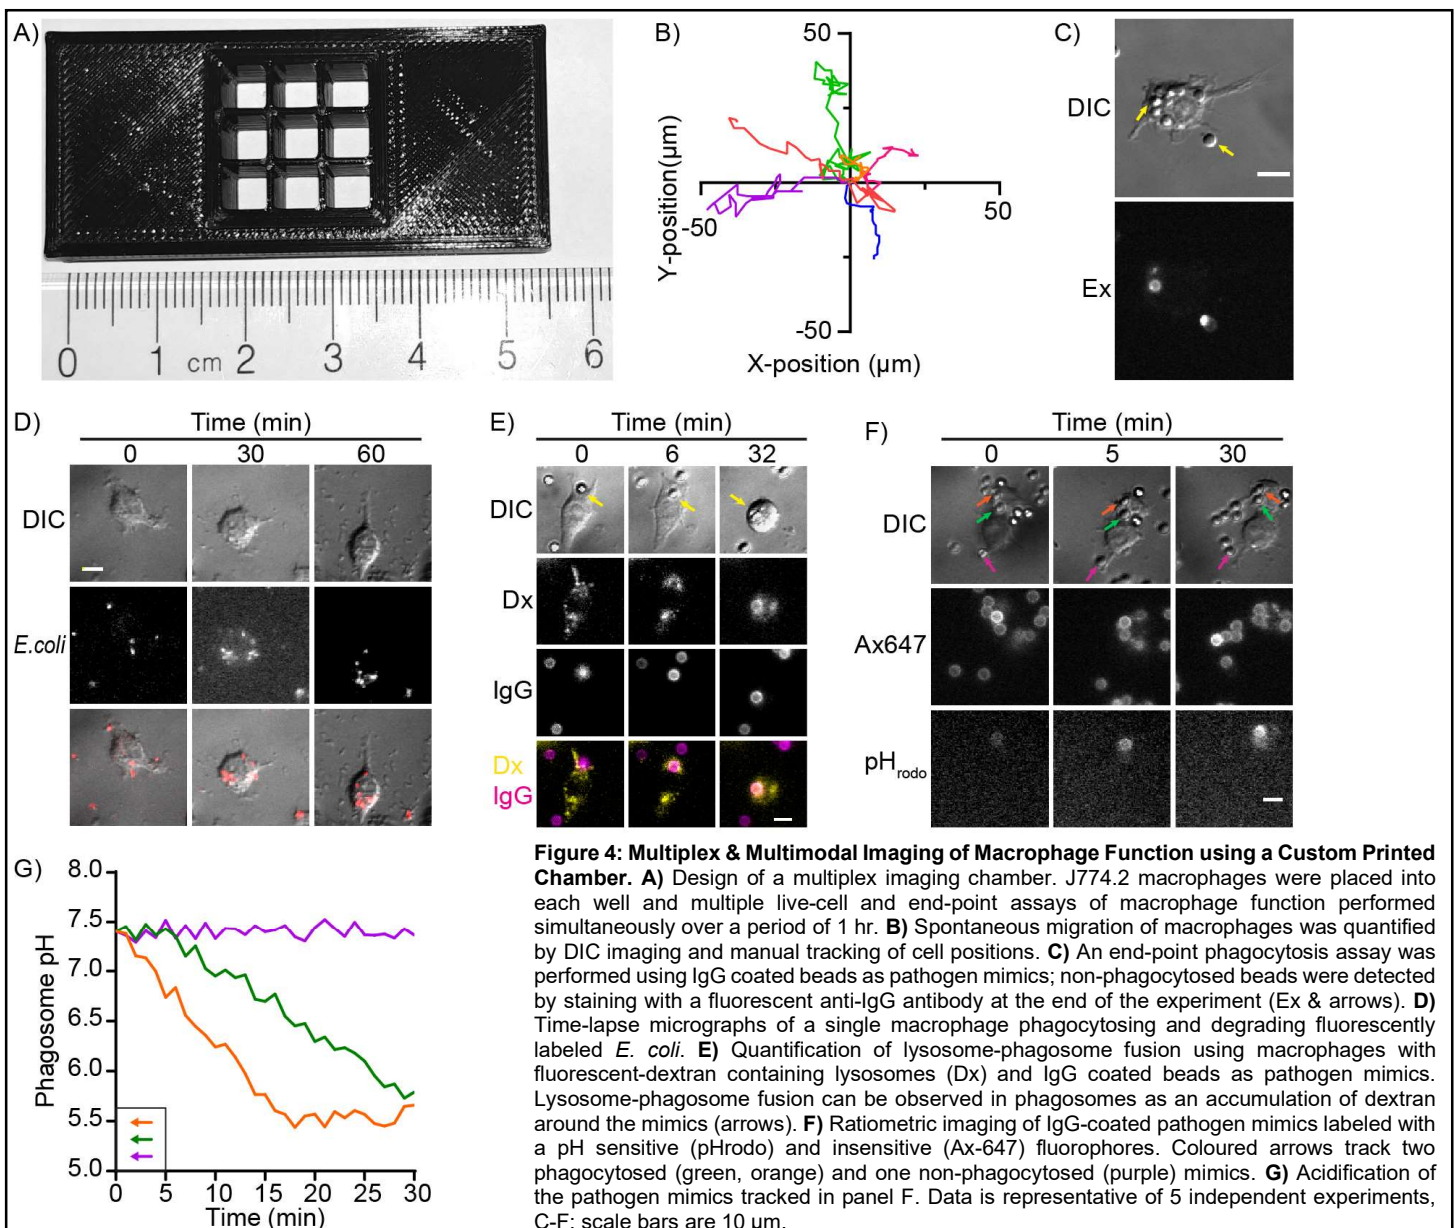 A)
0 1 cm 2 3 4 5 6
B)
50
Y-position(µm)
-50
50
-50
X-position (µm)
C)
DIC
Ex
D)
Time (min)
0 30 60
DIC
E.coli
E)
Time (min)
0 6 32
DIC
Dx
IgG
Dx
IgG
F)
Time (min)
0 5 30
DIC
Ax647
pHrodo
G)
8.0
7.5
7.0
6.5
6.0
5.5
5.0
Phagosome pH
0 5 10 15 20 25 30
Time (min)
Figure 4: Multiplex & Multimodal Imaging of Macrophage Function using a Custom Printed
Chamber. A) Design of a multiplex imaging chamber. J774.2 macrophages were placed into
each well and multiple live-cell and end-point assays of macrophage function performed
simultaneously over a period of 1 hr. B) Spontaneous migration of macrophages was quantified
by DIC imaging and manual tracking of cell positions. C) An end-point phagocytosis assay was
performed using IgG coated beads as pathogen mimics; non-phagocytosed beads were detected
by staining with a fluorescent anti-IgG antibody at the end of the experiment (Ex & arrows). D)
Time-lapse micrographs of a single macrophage phagocytosing and degrading fluorescently
labeled E. coli. E) Quantification of lysosome-phagosome fusion using macrophages with
fluorescent-dextran containing lysosomes (Dx) and IgG coated beads as pathogen mimics.
Lysosome-phagosome fusion can be observed in phagosomes as an accumulation of dextran
around the mimics (arrows). F) Ratiometric imaging of IgG-coated pathogen mimics labeled with
a pH sensitive (pHrodo) and insensitive (Ax-647) fluorophores. Coloured arrows track two
phagocytosed (green, orange) and one non-phagocytosed (purple) mimics. G) Acidification of
the pathogen mimics tracked in panel F. Data is representative of 5 independent experiments,
C-F: scale bars are 10 µm.